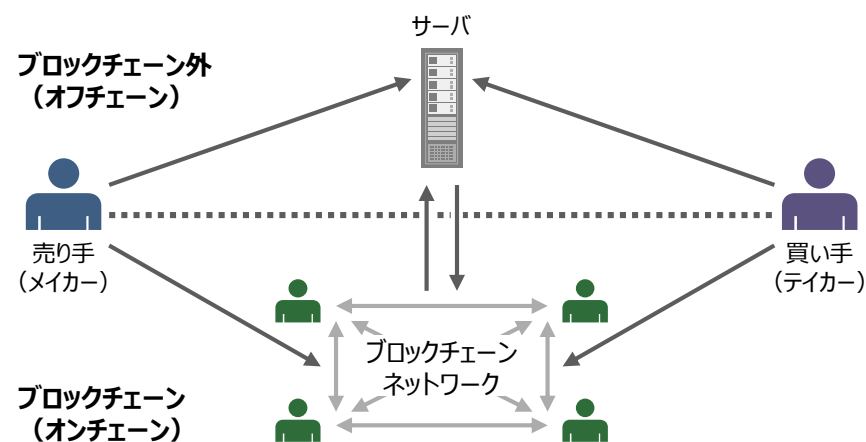 サーバ
ブロックチェーン外
（オフチェーン）
売り手
（メイカー）
買い手
（テイカー）
ブロックチェーン
ネットワーク
ブロックチェーン
（オンチェーン）